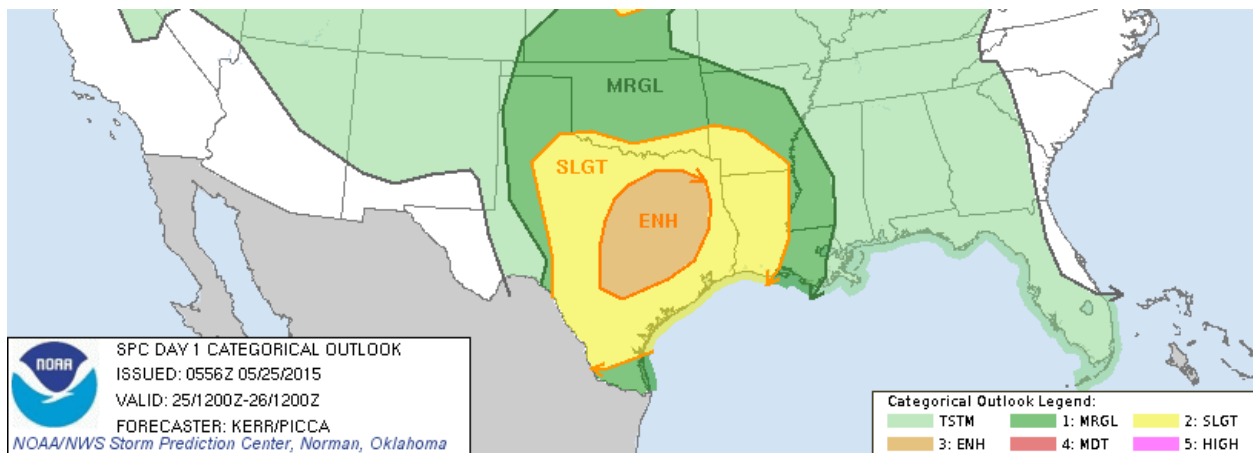 MRGL
SLGT
ENH
NOAA
SPC DAY 1 CATEGORICAL OUTLOOK
ISSUED: 0556Z 05/25/2015
VALID: 25/1200Z-26/1200Z
FORECASTER: KERR/PICCA
NOAA/NWS Storm Prediction Center, Norman, Oklahoma
Categorical Outlook Legend:
TSTM 1: MRGL 2: SLGT
3: ENH 4: MDT 5: HIGH